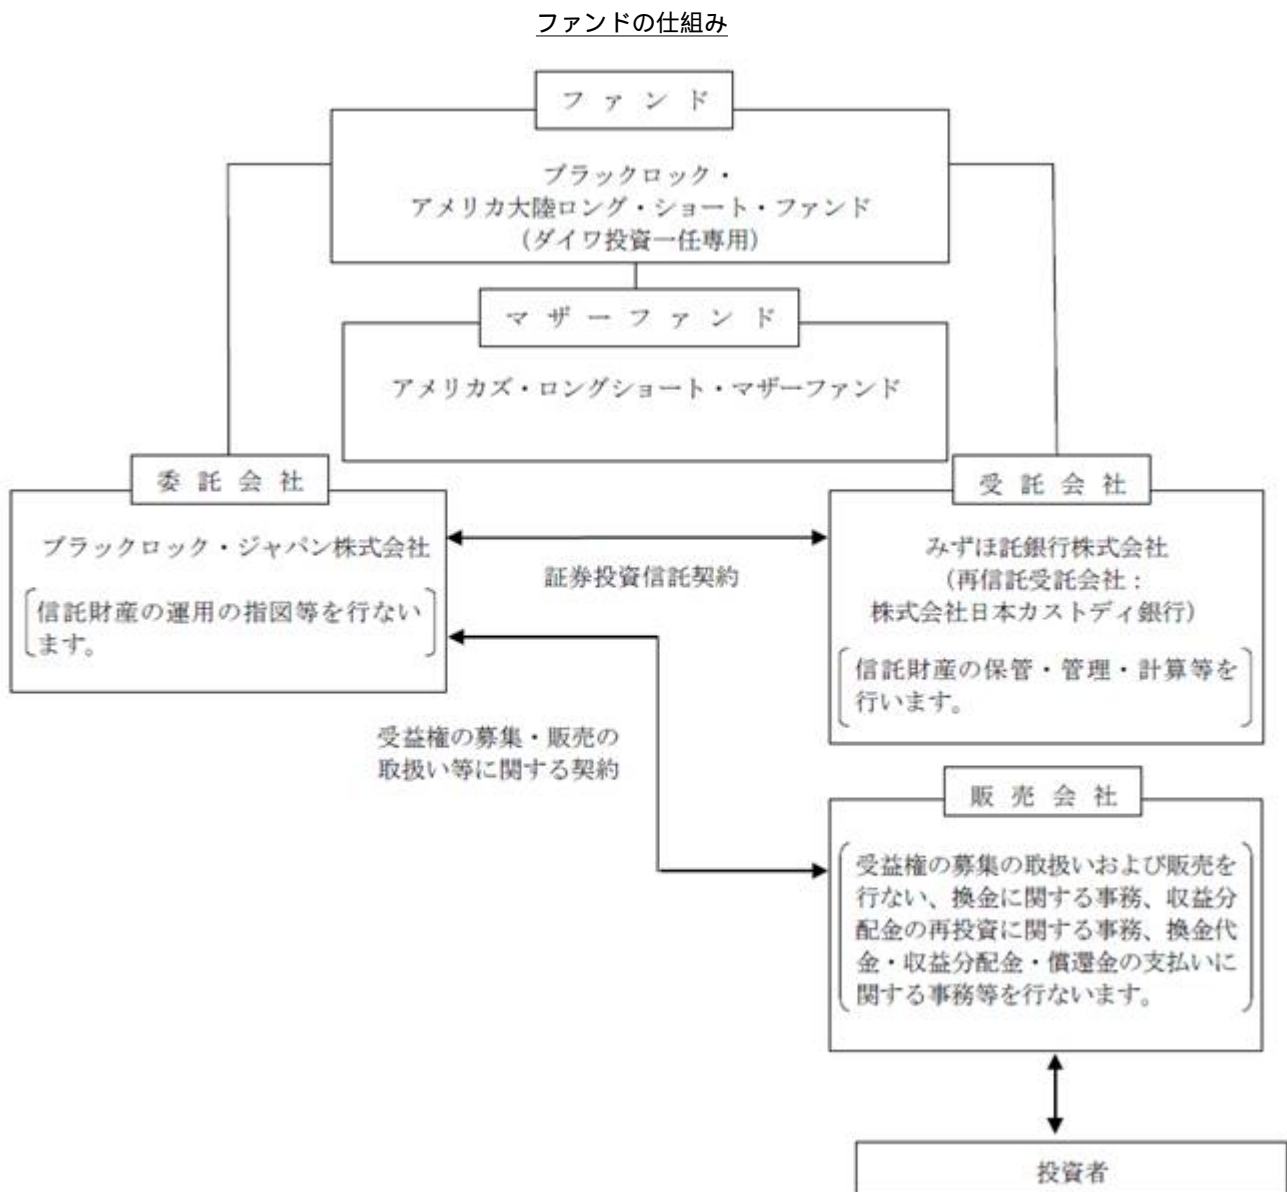 ファンドの仕組み
ファンド
ブラックロック・
アメリカ大陸ロング・ショート・ファンド
（ダイワ投資一任専用）
マザーファンド
アメリカズ・ロングショート・マザーファンド
委託会社
ブラックロック・ジャパン株式会社
信託財産の運用の指図等を行ない
ます。
証券投資信託契約
受託会社
みずほ託銀行株式会社
（再信託受託会社：
株式会社日本カストディ銀行）
信託財産の保管・管理・計算等を
行います。
受益権の募集・販売の
取扱い等に関する契約
販売会社
受益権の募集の取扱いおよび販売を
行ない、換金に関する事務、収益分
配金の再投資に関する事務、換金代
金・収益分配金・償還金の支払いに
関する事務等を行ないます。
投資者